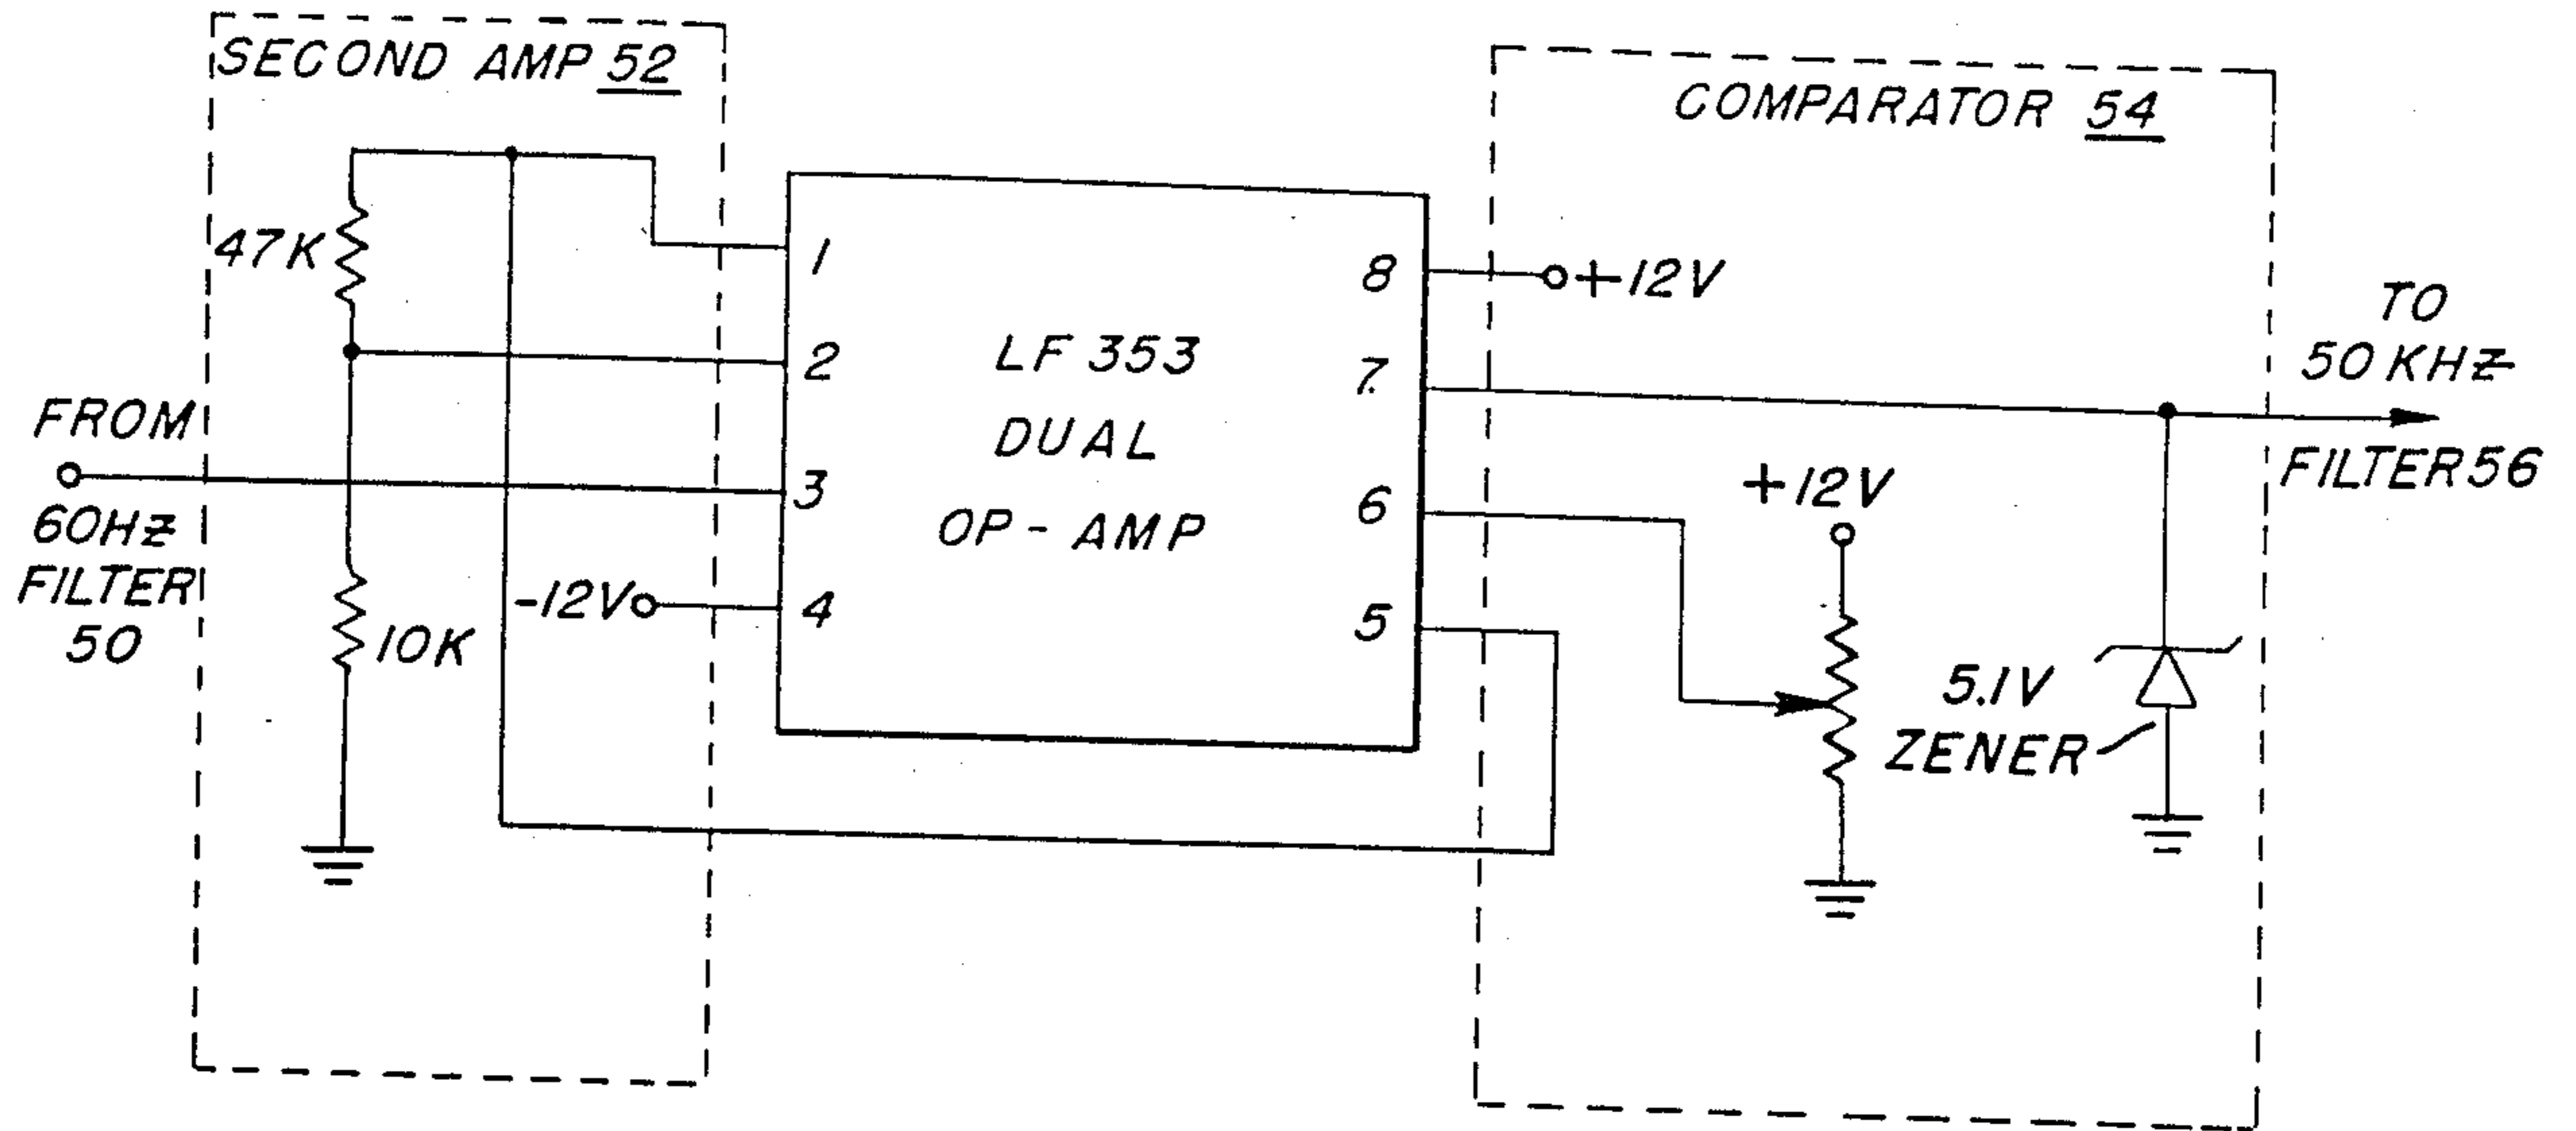 SECOND AMP 52
COMPARATOR 54
47K
1
8
+12V
TO
50 KHz
FILTER 56
2
LF 353
7
DUAL
FROM
60Hz
FILTER
50
3
OP-AMP
6
+12V
-12V
4
5
10K
5.1V
ZENER